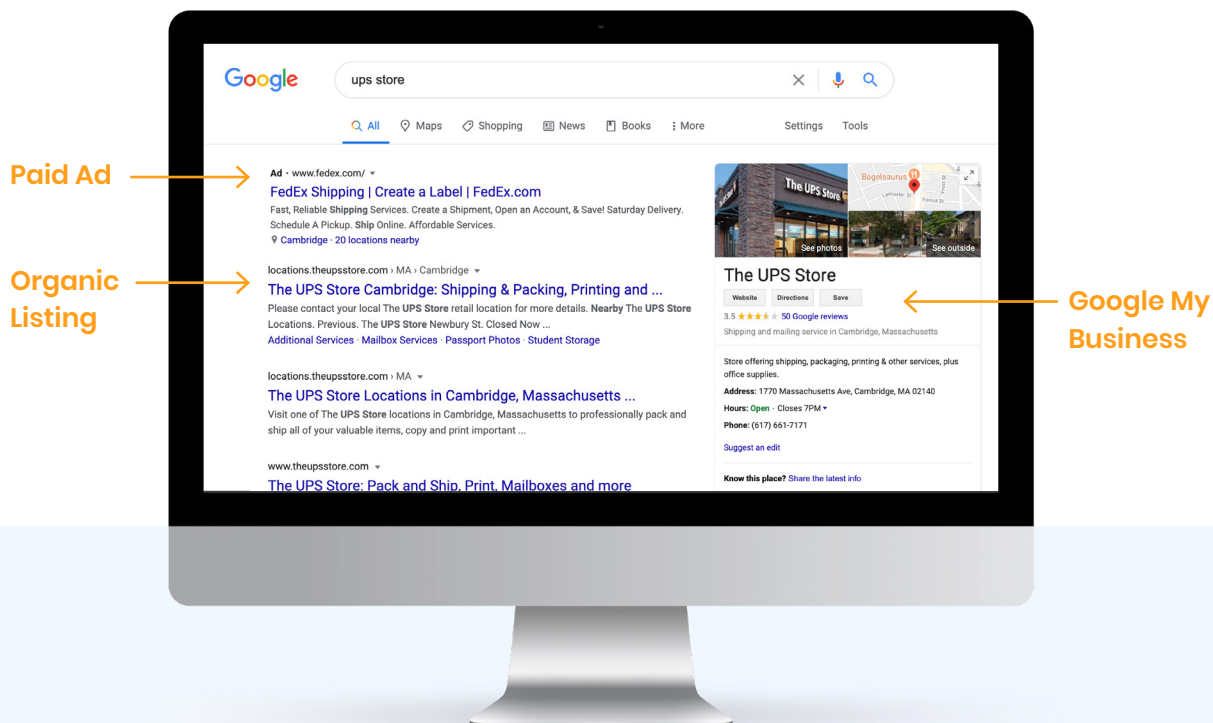 Google
ups store
All
Maps
Shopping
News
Books
More
Settings
Tools
Paid Ad
Ad · www.fedex.com/
FedEx Shipping | Create a Label | FedEx.com
Fast, Reliable Shipping Services. Create a Shipment, Open an Account, & Save! Saturday Delivery.
Schedule A Pickup. Ship Online. Affordable Services.
Cambridge · 20 locations nearby
Organic
Listing
locations.theupsstore.com › MA › Cambridge
The UPS Store Cambridge: Shipping & Packing, Printing and ...
Please contact your local The UPS Store retail location for more details. Nearby The UPS Store
Locations. Previous. The UPS Store Newbury St. Closed Now ...
Additional Services · Mailbox Services · Passport Photos · Student Storage
locations.theupsstore.com › MA
The UPS Store Locations in Cambridge, Massachusetts ...
Visit one of The UPS Store locations in Cambridge, Massachusetts to professionally pack and
ship all of your valuable items, copy and print important ...
www.theupsstore.com
The UPS Store: Pack and Ship, Print, Mailboxes and more
The UPS Store
Bagelsaurus
Lancaster St
Forest St
Frost St
See photos
See outside
The UPS Store
Website
Directions
Save
3.5
50 Google reviews
Shipping and mailing service in Cambridge, Massachusetts
Store offering shipping, packaging, printing & other services, plus
office supplies.
Address: 1770 Massachusetts Ave, Cambridge, MA 02140
Hours: Open · Closes 7PM
Phone: (617) 661-7171
Suggest an edit
Know this place? Share the latest info
Google My
Business